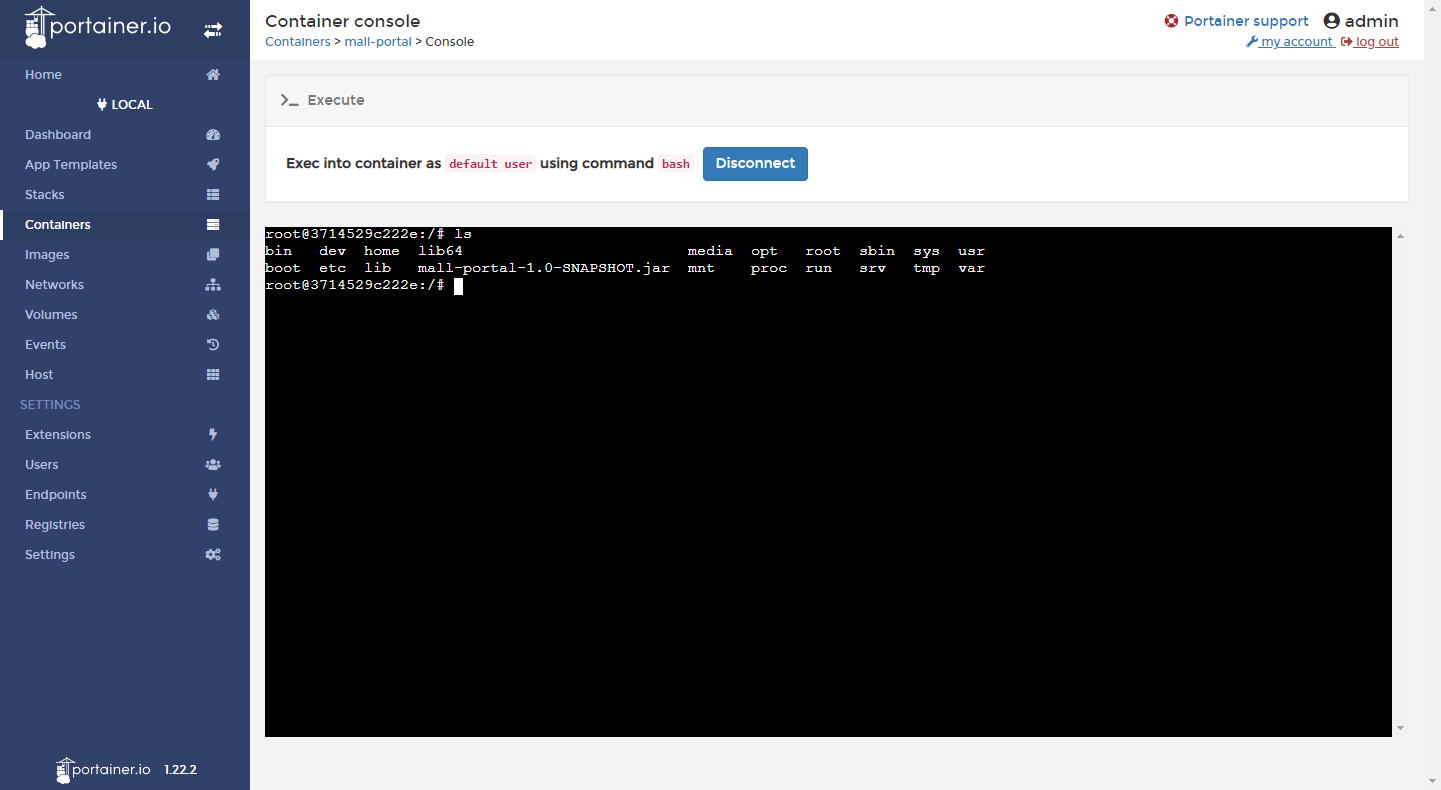 portainer.io
Home
LOCAL
Dashboard
App Templates
Stacks
Containers
Images
Networks
Volumes
Events
Host
SETTINGS
Extensions
Users
Endpoints
Registries
Settings
portainer.io 1.22.2
Container console
Containers > mall-portal > Console
Portainer support admin
my account log out
>_ Execute
Exec into container as default user using command bash Disconnect
root@3714529c222e:/# ls
bin dev home lib64 media opt root sbin sys usr
boot etc lib mall-portal-1.0-SNAPSHOT.jar mnt proc run srv tmp var
root@3714529c222e:/#